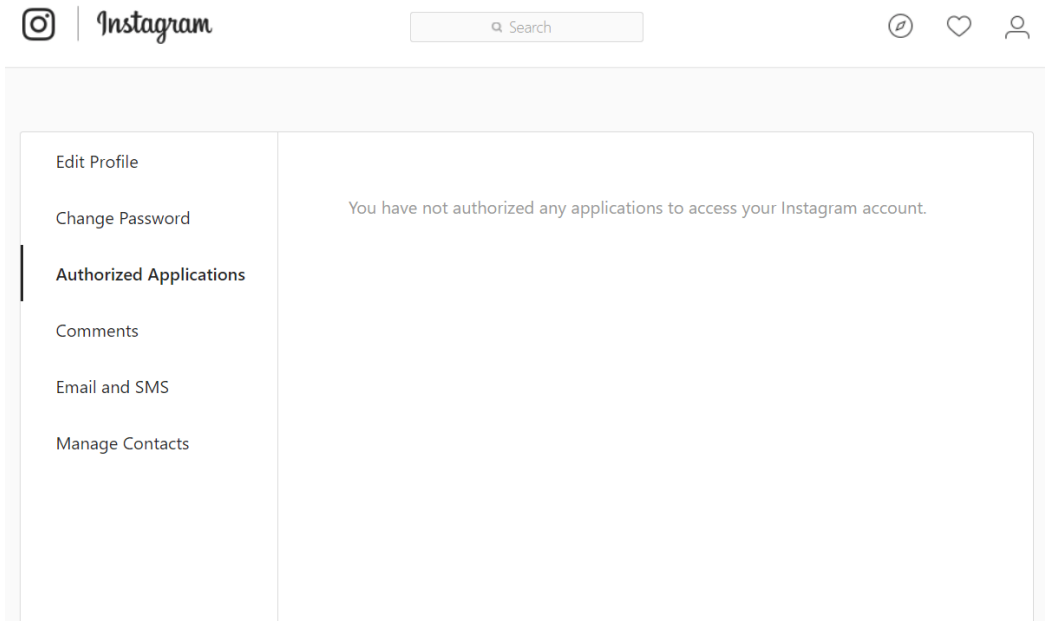 Instagram
Search
Edit Profile
Change Password
Authorized Applications
Comments
Email and SMS
Manage Contacts
You have not authorized any applications to access your Instagram account.